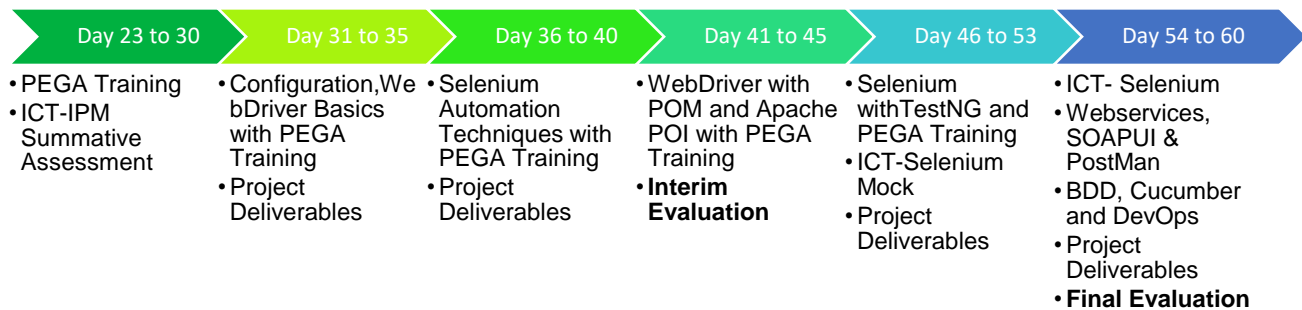 Day 23 to 30
Day 31 to 35
Day 36 to 40
Day 41 to 45
Day 46 to 53
Day 54 to 60
•PEGA Training
•ICT-IPM
Summative
Assessment
•Configuration,We
bDriver Basics
with PEGA
Training
•Project
Deliverables
•Selenium
Automation
Techniques with
PEGA Training
•Project
Deliverables
•WebDriver with
POM and Apache
POI with PEGA
Training
•Interim
Evaluation
•Selenium
withTestNG and
PEGA Training
•ICT-Selenium
Mock
•Project
Deliverables
•ICT- Selenium
•Webservices,
SOAPUI &
PostMan
•BDD, Cucumber
and DevOps
•Project
Deliverables
•Final Evaluation